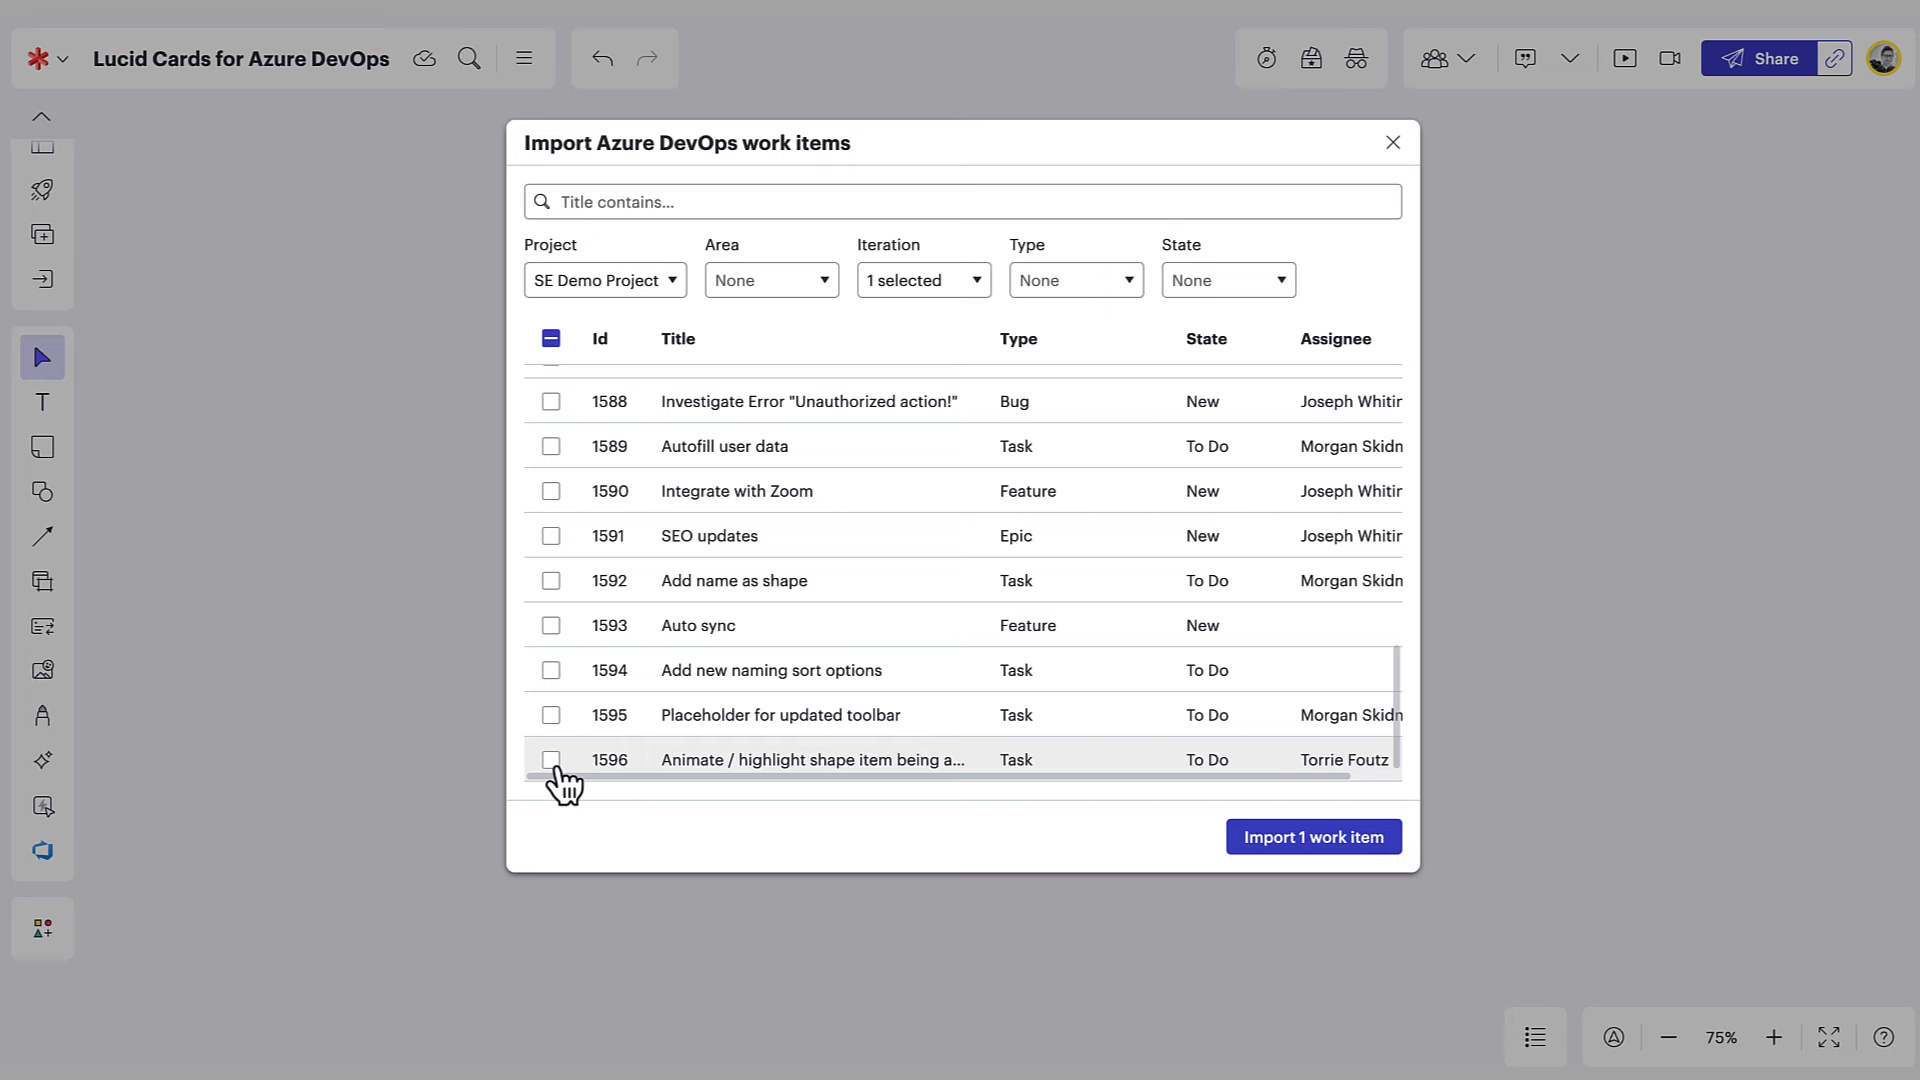 Lucid Cards for Azure DevOps
Share
Import Azure DevOps work items
Title contains...
Project Area Iteration Type State
SE Demo Project None 1 selected None None
Id Title Type State Assignee
1588 Investigate Error "Unauthorized action!" Bug New Joseph Whitin
1589 Autofill user data Task To Do Morgan Skidn
1590 Integrate with Zoom Feature New Joseph Whitin
1591 SEO updates Epic New Joseph Whitin
1592 Add name as shape Task To Do Morgan Skidn
1593 Auto sync Feature New
1594 Add new naming sort options Task To Do
1595 Placeholder for updated toolbar Task To Do Morgan Skidn
1596 Animate / highlight shape item being a... Task To Do Torrie Foutz
Import 1 work item
75%